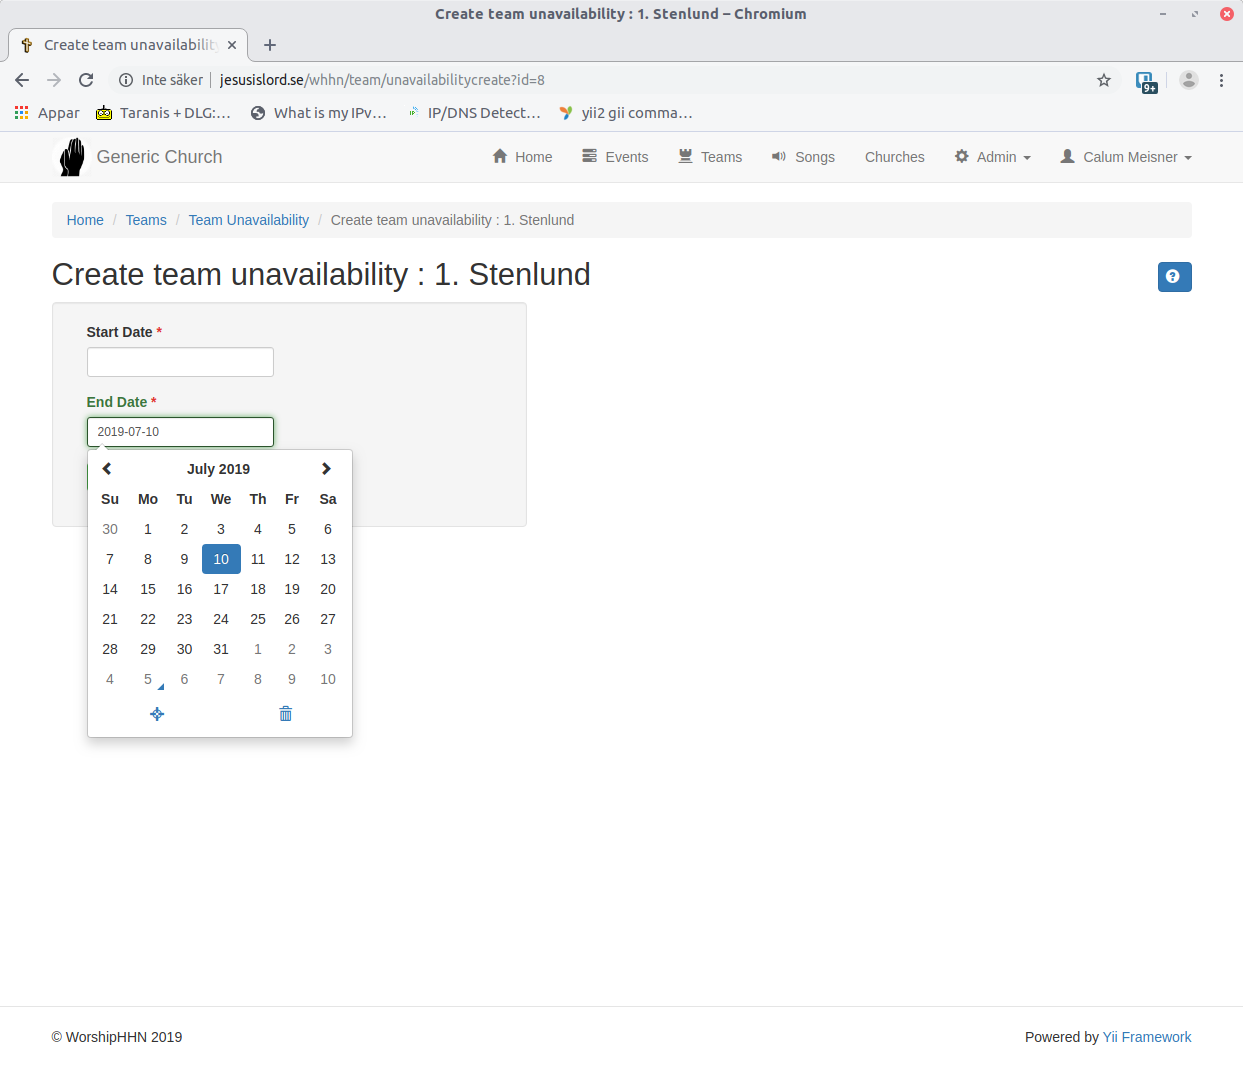 Create team unavailability : 1. Stenlund – Chromium
Create team unavailability
Inte säker jesusislord.se/whhn/team/unavailabilitycreate?id=8
9+
Appar Taranis + DLG:... What is my IPv... IP/DNS Detect... yii2 gii comma...
Generic Church Home Events Teams Songs Churches Admin Calum Meisner
Home / Teams / Team Unavailability / Create team unavailability : 1. Stenlund
Create team unavailability : 1. Stenlund
Start Date *
End Date *
2019-07-10
July 2019
Su Mo Tu We Th Fr Sa
30 1 2 3 4 5 6
7 8 9 10 11 12 13
14 15 16 17 18 19 20
21 22 23 24 25 26 27
28 29 30 31 1 2 3
4 5 6 7 8 9 10
© WorshipHHN 2019 Powered by Yii Framework